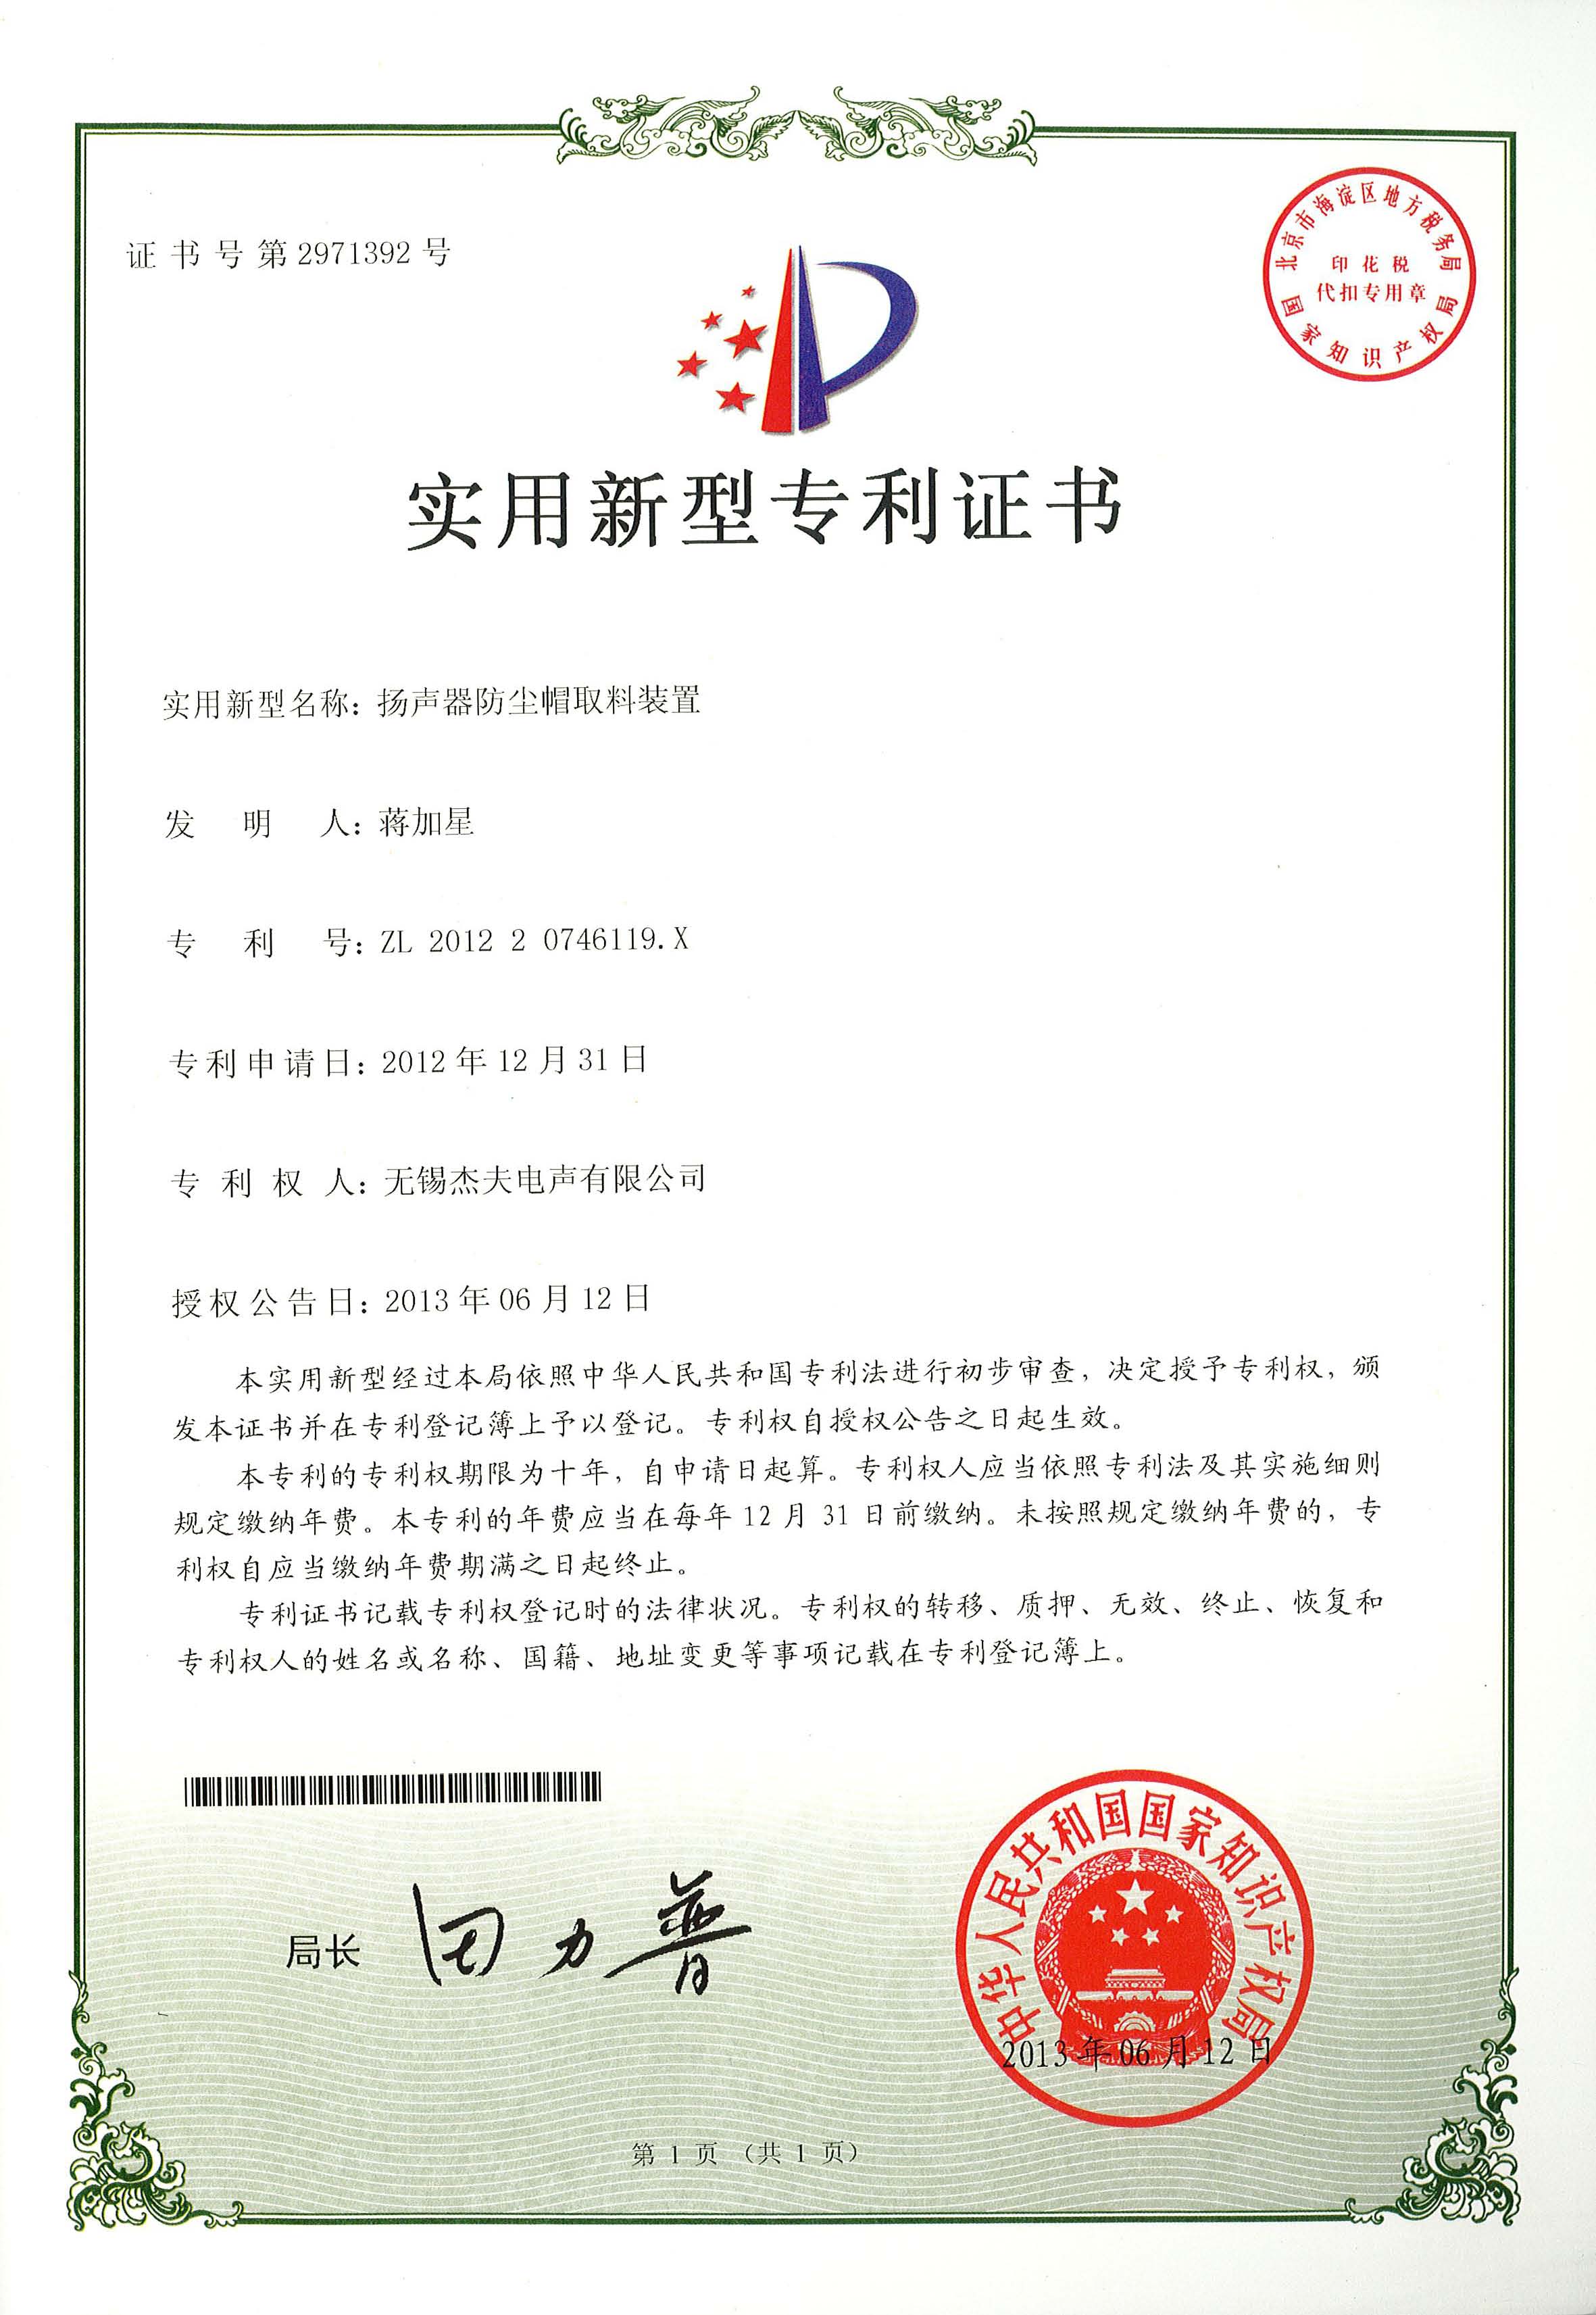 证书号第2971392号
北京市海淀区地方税务局
印花税
代扣专用章
国家知识产权局
实用新型专利证书
实用新型名称：扬声器防尘帽取料装置
发明人：蒋加星
专利号：ZL 2012 2 0746119.X
专利申请日：2012年12月31日
专利权人：无锡杰夫电声有限公司
授权公告日：2013年06月12日
本实用新型经过本局依照中华人民共和国专利法进行初步审查，决定授予专利权，颁
发本证书并在专利登记簿上予以登记。专利权自授权公告之日起生效。
本专利的专利权期限为十年，自申请日起算。专利权人应当依照专利法及其实施细则
规定缴纳年费。本专利的年费应当在每年12月31日前缴纳。未按照规定缴纳年费的，专
利权自应当缴纳年费期满之日起终止。
专利证书记载专利权登记时的法律状况。专利权的转移、质押、无效、终止、恢复和
专利权人的姓名或名称、国籍、地址变更等事项记载在专利登记簿上。
局长 田力普
中华人民共和国国家知识产权局
2013年06月12日
第1页（共1页）